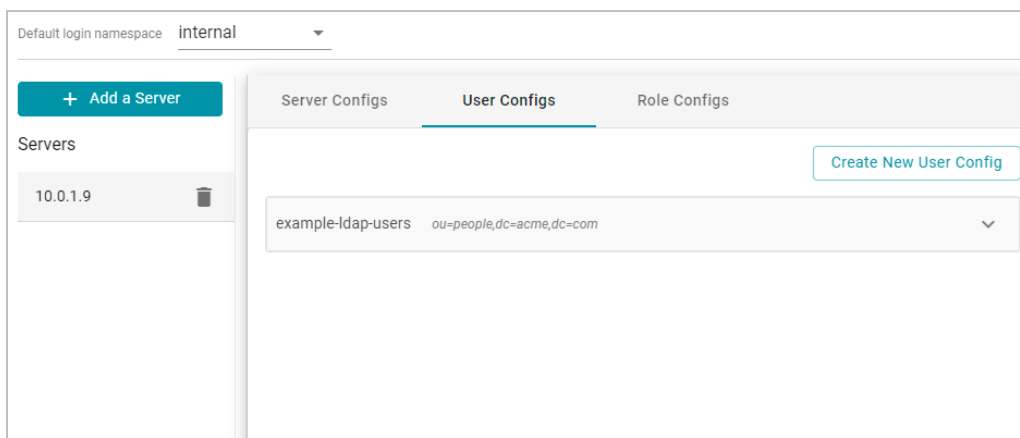 Default login namespace internal
+ Add a Server
Servers
10.0.1.9
Server Configs User Configs Role Configs
Create New User Config
example-ldap-users ou=people,dc=acme,dc=com